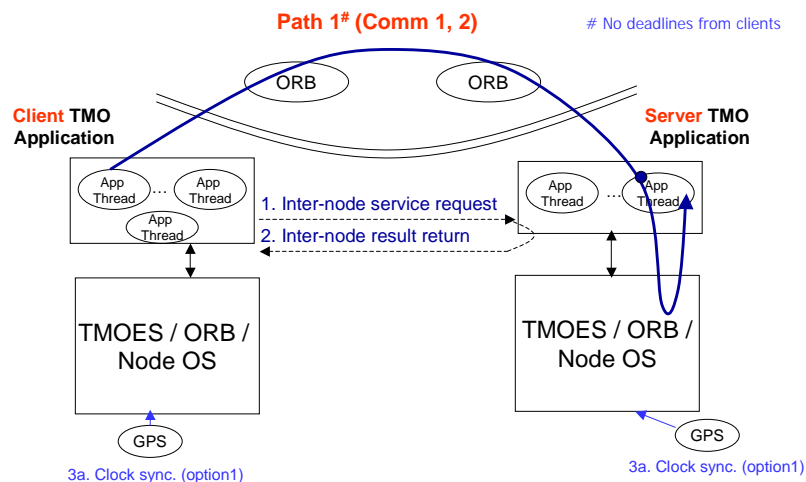 Path 1# (Comm 1, 2)
# No deadlines from clients
ORB
ORB
Client TMO
Application
Server TMO
Application
App
Thread
...
App
Thread
App
Thread
1. Inter-node service request
2. Inter-node result return
App
Thread
...
App
Thread
TMOES / ORB /
Node OS
TMOES / ORB /
Node OS
GPS
3a. Clock sync. (option1)
GPS
3a. Clock sync. (option1)